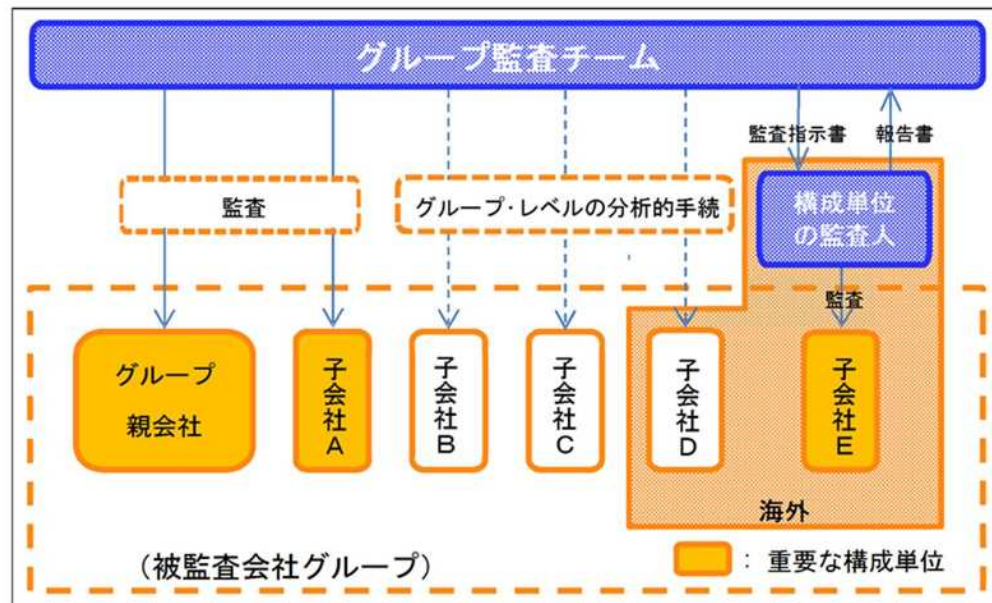 グループ監査チーム
監査指示書
報告書
監査
グループ・レベルの分析的手続
構成単位
の監査人
監査
グループ
親会社
子会社A
子会社B
子会社C
子会社D
子会社E
海外
(被監査会社グループ)
: 重要な構成単位